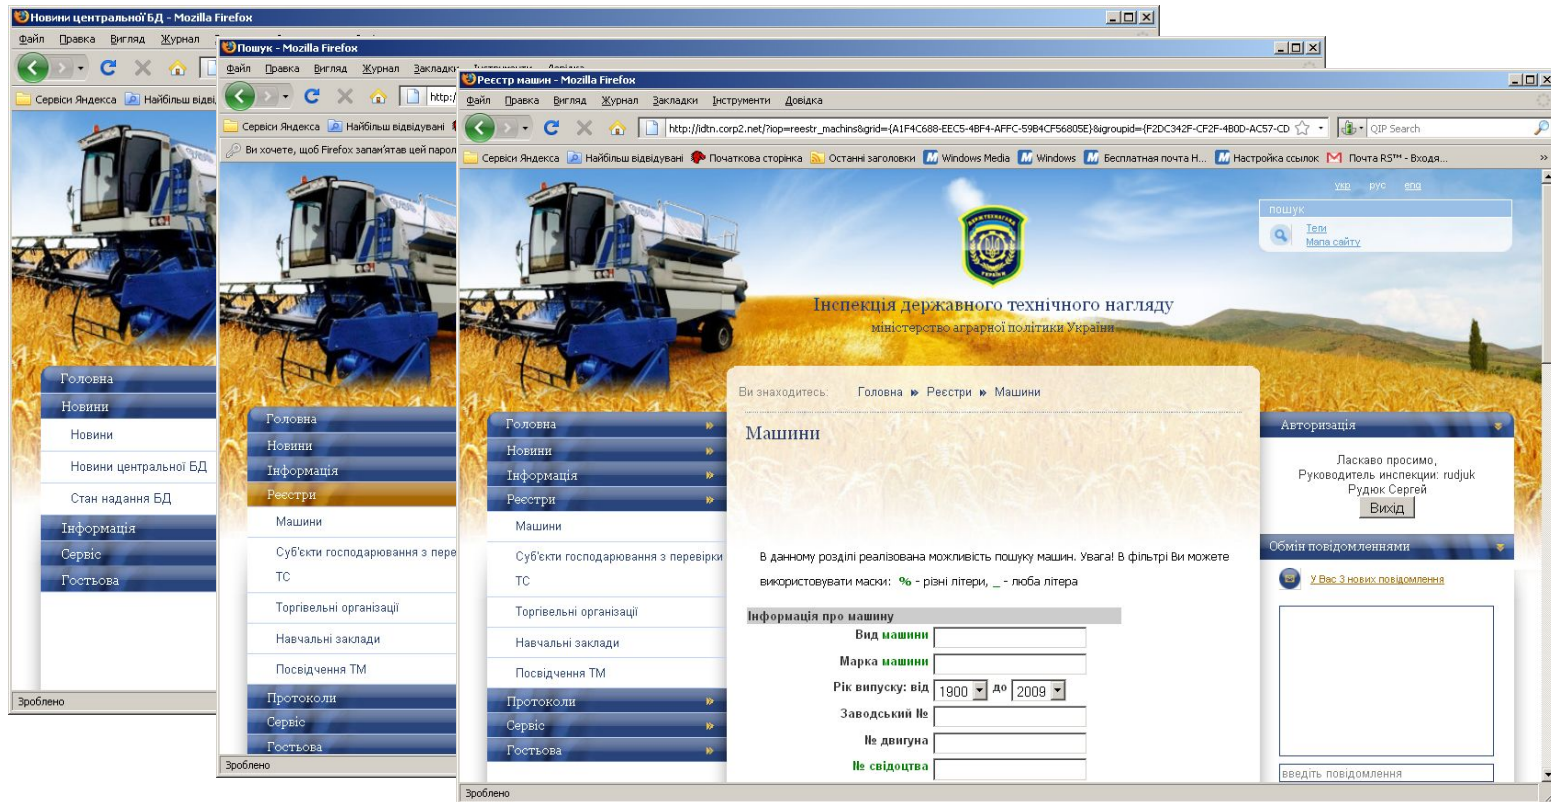 Новини центральної БД - Mozilla Firefox
Файл Правка Вигляд Журнал
Сервіси Яндекса Найбільш відві
Головна
Новини
Новини
Новини центральної БД
Стан надання БД
Інформація
Сервіс
Гостьова
Зроблено
Пошук - Mozilla Firefox
Файл Правка Вигляд Журнал Закладки
http:/
Сервіси Яндекса Найбільш відвідувані
Ви хочете, щоб Firefox запам'ятав цей парол
Головна
Новини
Інформація
Реєстри
Машини
Суб'єкти господарювання з пере
ТС
Торгівельні організації
Навчальні заклади
Посвідчення ТМ
Протоколи
Сервіс
Гостьова
Зроблено
Реєстр машин - Mozilla Firefox
Файл Правка Вигляд Журнал Закладки Інструменти Довідка
http://idtn.corp2.net/?iop=reestr_machins&grid={A1F4C688-EEC5-4BF4-AFFC-59B4CF56805E}&igroupid={F2DC342F-CF2F-4B0D-AC57-CD QIP Search
Сервіси Яндекса Найбільш відвідувані Початкова сторінка Останні заголовки Windows Media Windows Бесплатная почта H... Настройка ссылок Почта RS™ - Входя... »
укр рус eng
пошук
Теги
Мапа сайту
Інспекція державного технічного нагляду
міністерство аграрної політики України
Ви знаходитесь: Головна » Реєстри » Машини
Головна
Новини
Інформація
Реєстри
Машини
Суб'єкти господарювання з перевірки
ТС
Торгівельні організації
Навчальні заклади
Посвідчення ТМ
Протоколи
Сервіс
Гостьова
Машини
В данному розділі реалізована можливість пошуку машин. Увага! В фільтрі Ви можете
використовувати маски: % - різні літери, _ - люба літера
Інформація про машину
Вид машини
Марка машини
Рік випуску: від 1900 до 2009
Заводський №
№ двигуна
№ свідоцтва
Авторизація
Ласкаво просимо,
Руководитель инспекции: rudjuk
Рудюк Сергей
Вихід
Обмін повідомленнями
У Вас 3 нових повідомлення
введіть повідомлення
Зроблено